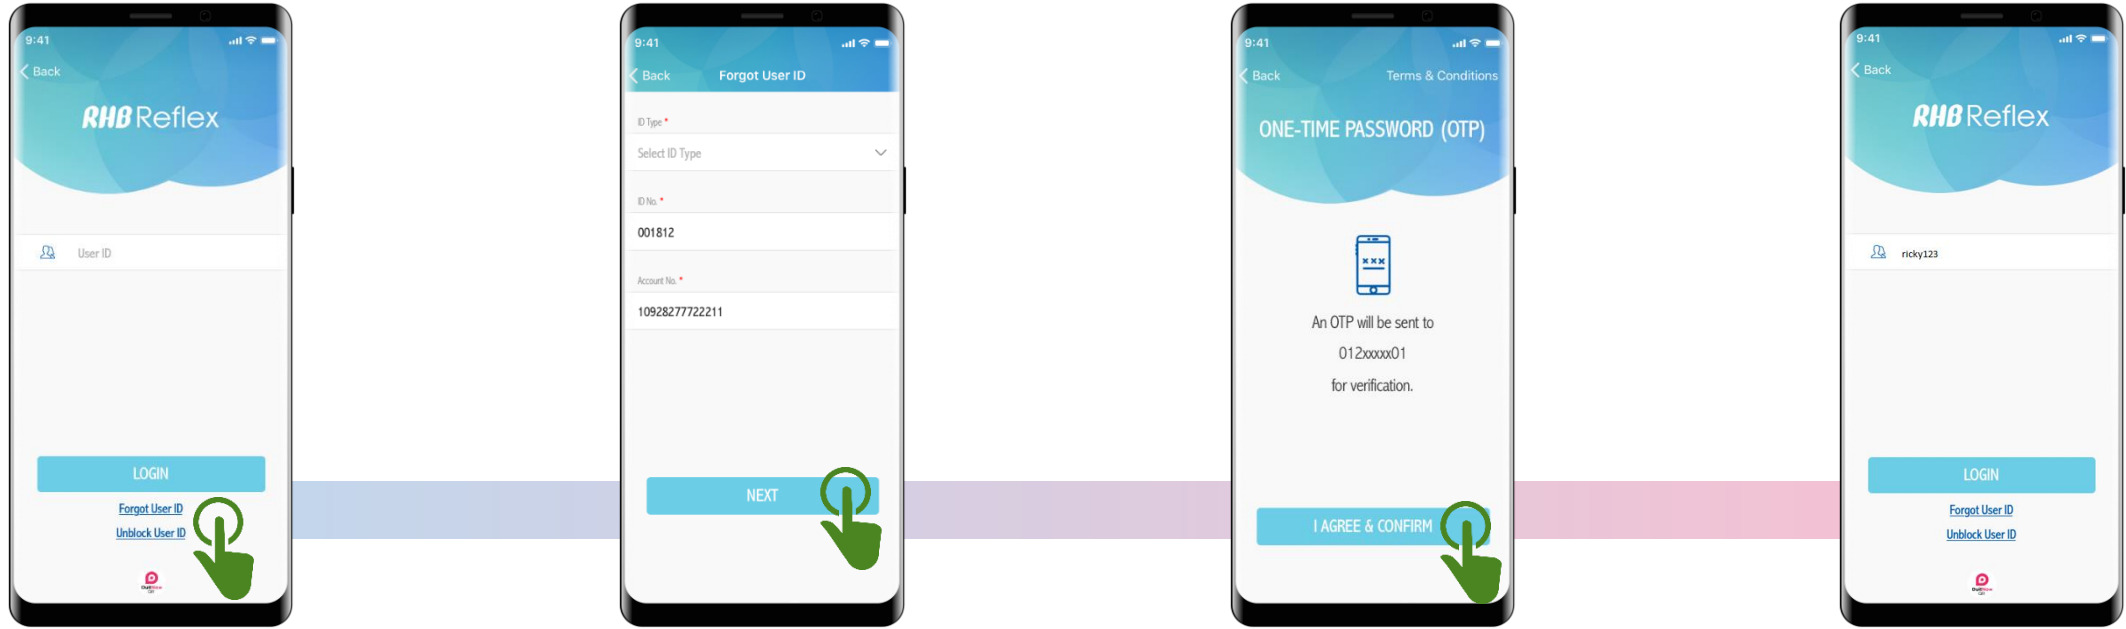 9:41
Back
RHB Reflex
User ID
LOGIN
Forgot User ID
Unblock User ID
9:41
Back Forgot User ID
ID Type *
Select ID Type
ID No. *
001812
Account No. *
10928277722211
NEXT
9:41
Back Terms & Conditions
ONE-TIME PASSWORD (OTP)
xxx
An OTP will be sent to
012xxxxx01
for verification.
I AGREE & CONFIRM
9:41
Back
RHB Reflex
ricky123
LOGIN
Forgot User ID
Unblock User ID